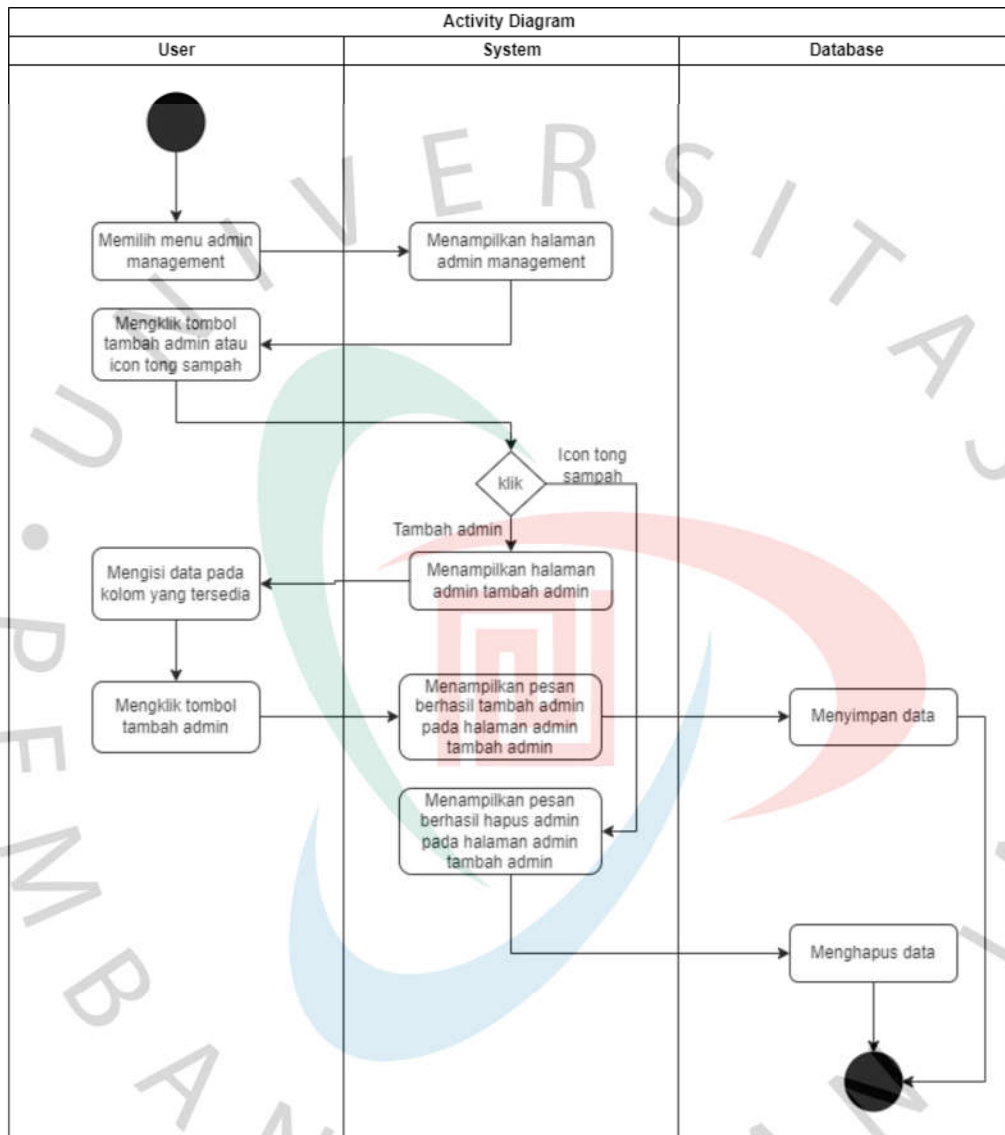 Activity Diagram
User
System
Database
Memilih menu admin
management
Menampilkan halaman
admin management
Mengklik tombol
tambah admin atau
icon tong sampah
klik
Icon tong
sampah
Tambah admin
Menampilkan halaman
admin tambah admin
Mengisi data pada
kolom yang tersedia
Mengklik tombol
tambah admin
Menampilkan pesan
berhasil tambah admin
pada halaman admin
tambah admin
Menyimpan data
Menampilkan pesan
berhasil hapus admin
pada halaman admin
tambah admin
Menghapus data
UNIVERSITAS
PEMBAN